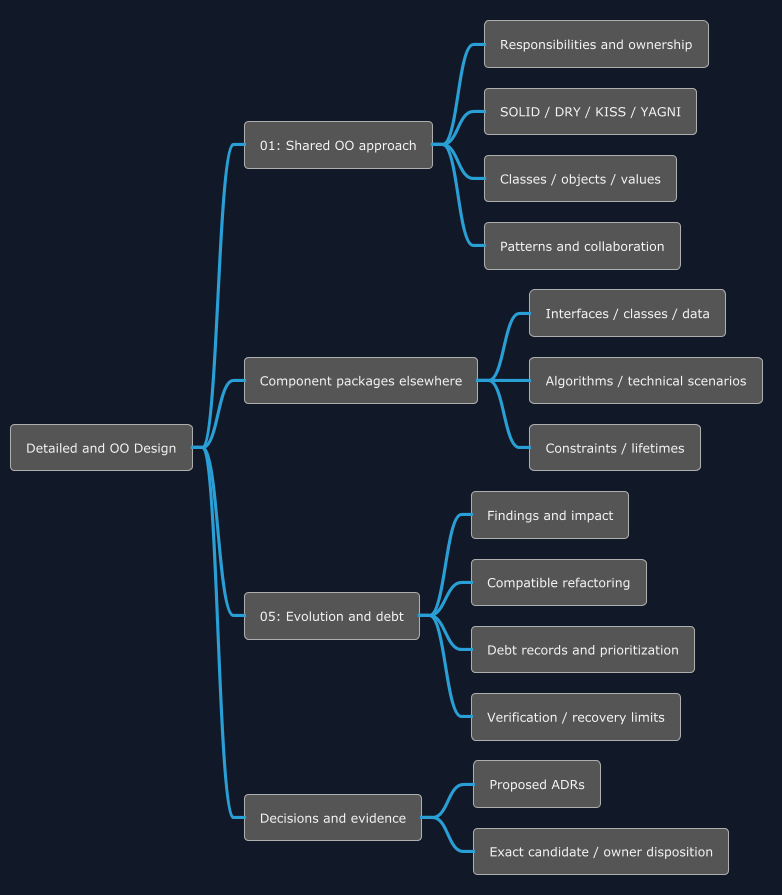 Detailed and OO Design
01: Shared OO approach
Responsibilities and ownership
SOLID / DRY / KISS / YAGNI
Classes / objects / values
Patterns and collaboration
Component packages elsewhere
Interfaces / classes / data
Algorithms / technical scenarios
Constraints / lifetimes
05: Evolution and debt
Findings and impact
Compatible refactoring
Debt records and prioritization
Verification / recovery limits
Decisions and evidence
Proposed ADRs
Exact candidate / owner disposition